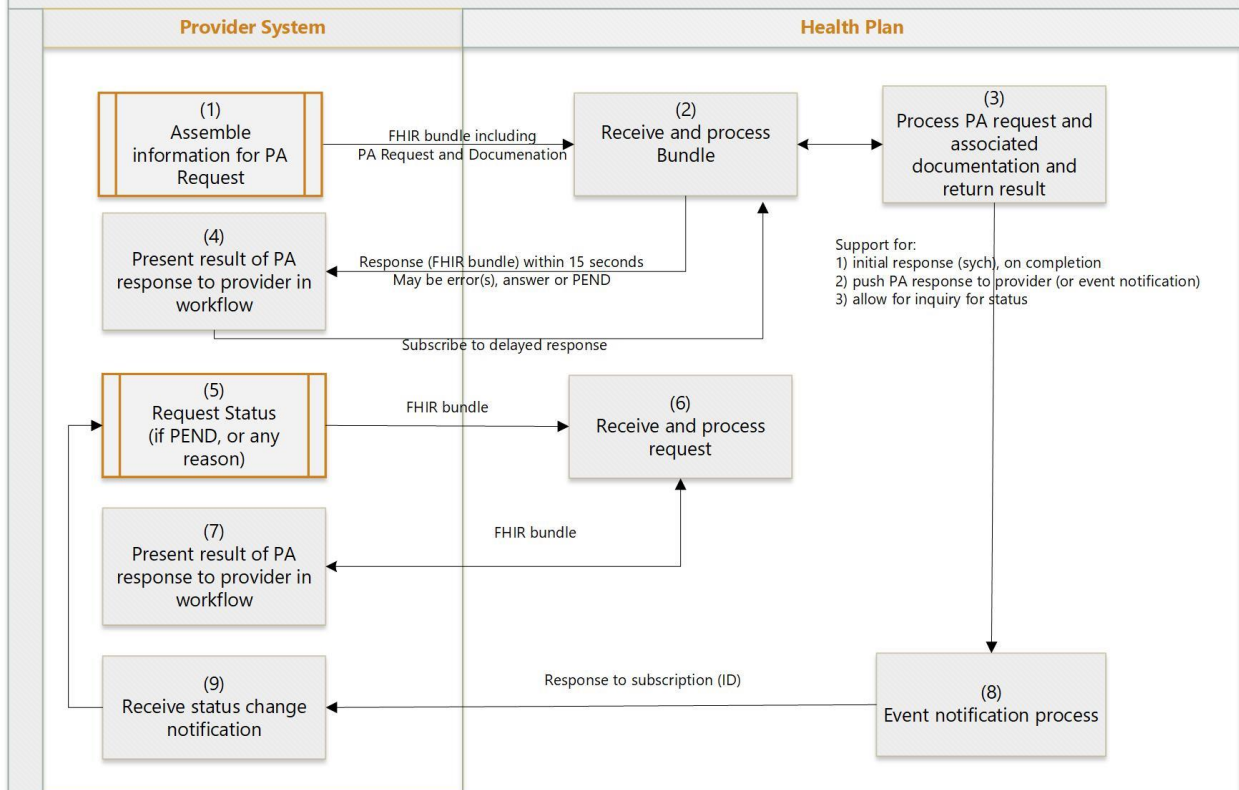 Provider System
Health Plan
(1)
Assemble
information for PA
Request
FHIR bundle including
PA Request and Documenation
(2)
Receive and process
Bundle
(3)
Process PA request and
associated
documentation and
return result
(4)
Present result of PA
response to provider in
workflow
Response (FHIR bundle) within 15 seconds
May be error(s), answer or PEND
Support for:
1) initial response (sych), on completion
2) push PA response to provider (or event notification)
3) allow for inquiry for status
Subscribe to delayed response
(5)
Request Status
(if PEND, or any
reason)
FHIR bundle
(6)
Receive and process
request
(7)
Present result of PA
response to provider in
workflow
FHIR bundle
(9)
Receive status change
notification
Response to subscription (ID)
(8)
Event notification process